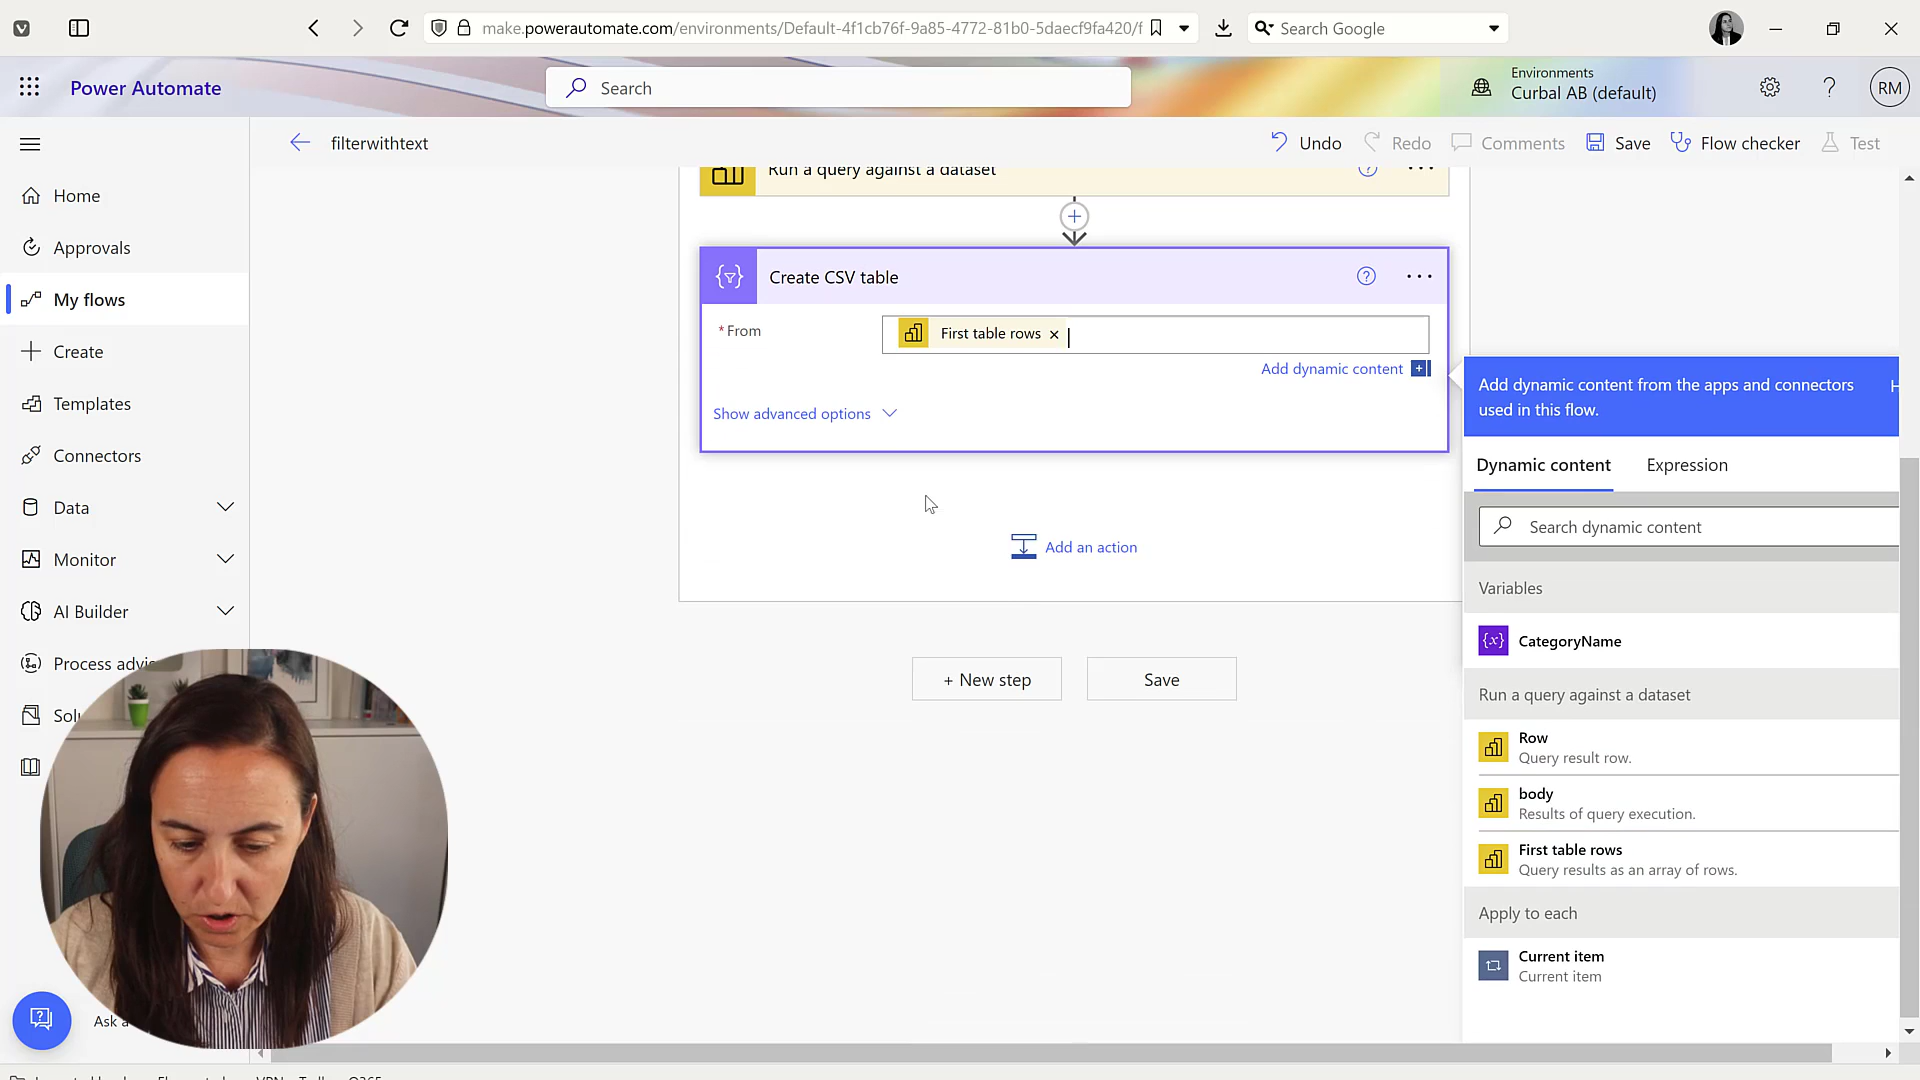 make.powerautomate.com/environments/Default-4f1cb76f-9a85-4772-81b0-5daecf9fa420/f
Search Google
Power Automate
Search
Environments
Curbal AB (default)
RM
filterwithtext
Undo
Redo
Comments
Save
Flow checker
Test
Home
Approvals
My flows
Create
Templates
Connectors
Data
Monitor
AI Builder
Process advis
Solu
Ask a
Run a query against a dataset
Create CSV table
*From
First table rows
Add dynamic content
Show advanced options
Add an action
+ New step
Save
Add dynamic content from the apps and connectors
used in this flow.
H
Dynamic content
Expression
Search dynamic content
Variables
CategoryName
Run a query against a dataset
Row
Query result row.
body
Results of query execution.
First table rows
Query results as an array of rows.
Apply to each
Current item
Current item